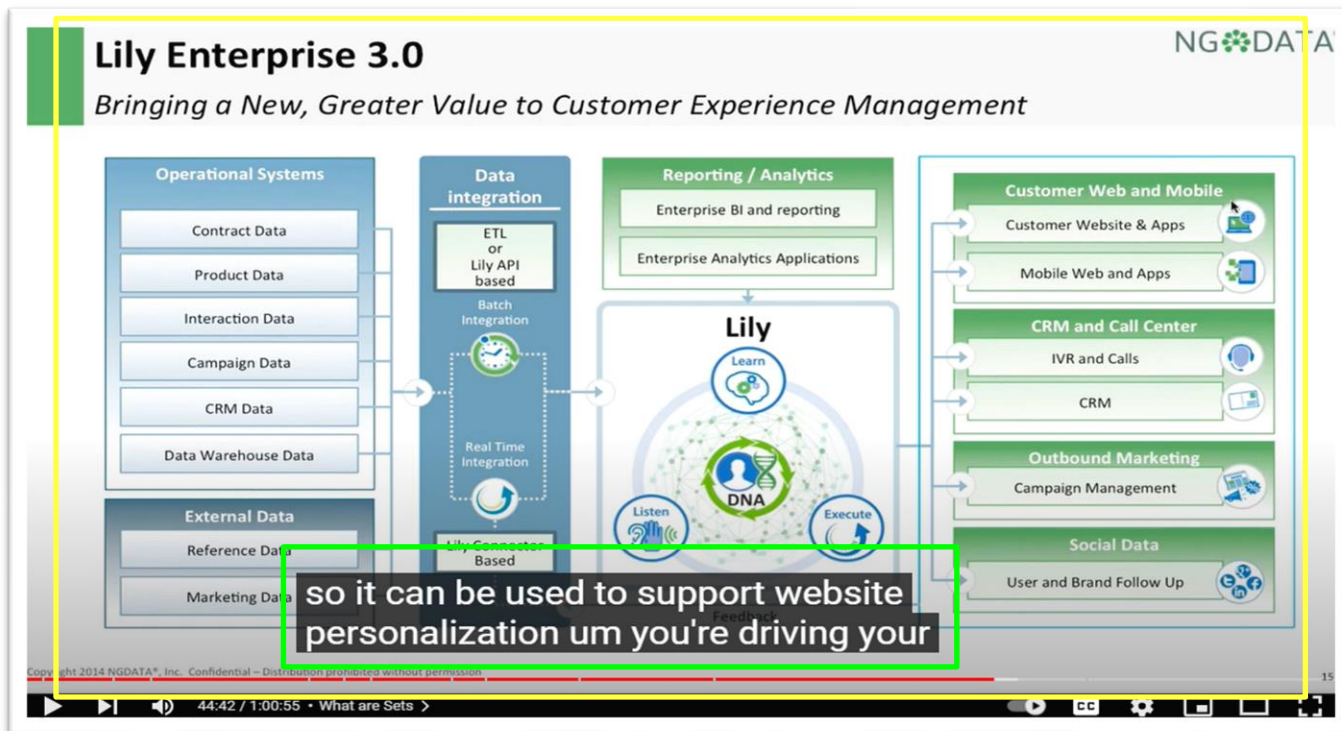 Lily Enterprise 3.0
NGDATA
Bringing a New, Greater Value to Customer Experience Management
Operational Systems
Contract Data
Product Data
Interaction Data
Campaign Data
CRM Data
Data Warehouse Data
External Data
Reference Data
Marketing Data
Data
integration
ETL
or
Lily API
based
Batch
Integration
Real Time
Integration
Lily Connector
Based
Reporting / Analytics
Enterprise BI and reporting
Enterprise Analytics Applications
Lily
Learn
DNA
Listen
Execute
Feedback
Customer Web and Mobile
Customer Website & Apps
Mobile Web and Apps
CRM and Call Center
IVR and Calls
CRM
Outbound Marketing
Campaign Management
Social Data
User and Brand Follow Up
so it can be used to support website
personalization um you're driving your
Copyright 2014 NGDATA®, Inc. Confidential – Distribution prohibited without permission
15
44:42 / 1:00:55 • What are Sets >
CC